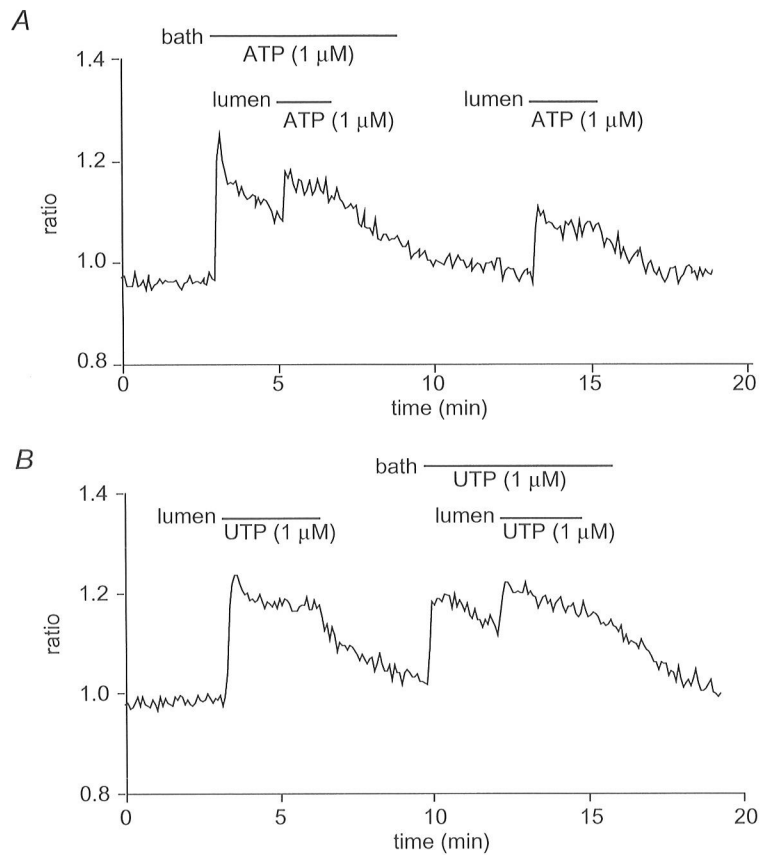 A
bath
ATP (1 μM)
1.4
lumen
ATP (1 μM)
lumen
ATP (1 μM)
1.2
ratio
1.0
0.8
0 5 10 15 20
time (min)
B
bath
UTP (1 μM)
1.4
lumen
UTP (1 μM)
lumen
UTP (1 μM)
1.2
ratio
1.0
0.8
0 5 10 15 20
time (min)